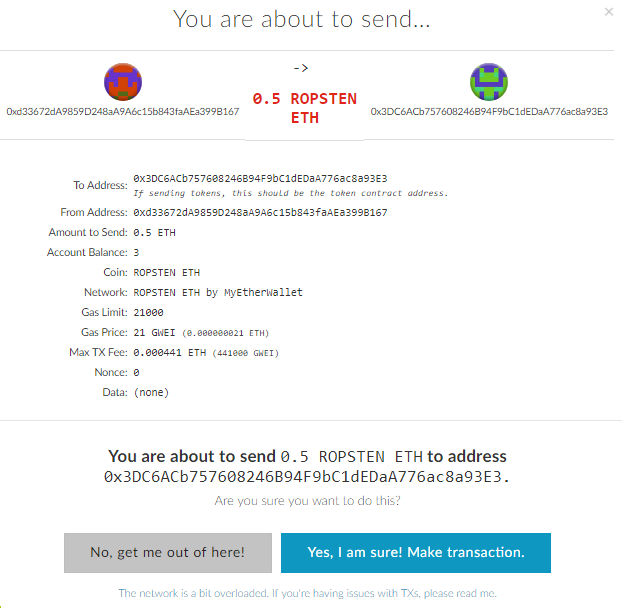 You are about to send...
×
->
0xd33672dA9859D248aA9A6c15b843faAEa399B167
0.5 ROPSTEN
ETH
0x3DC6ACb757608246B94F9bC1dEDaA776ac8a93E3
To Address: 0x3DC6ACb757608246B94F9bC1dEDaA776ac8a93E3
If sending tokens, this should be the token contract address.
From Address: 0xd33672dA9859D248aA9A6c15b843faAEa399B167
Amount to Send: 0.5 ETH
Account Balance: 3
Coin: ROPSTEN ETH
Network: ROPSTEN ETH by MyEtherWallet
Gas Limit: 21000
Gas Price: 21 GWEI (0.000000021 ETH)
Max TX Fee: 0.000441 ETH (441000 GWEI)
Nonce: 0
Data: (none)
You are about to send 0.5 ROPSTEN ETH to address
0x3DC6ACb757608246B94F9bC1dEDaA776ac8a93E3.
Are you sure you want to do this?
No, get me out of here!
Yes, I am sure! Make transaction.
The network is a bit overloaded. If you're having issues with TXs, please read me.